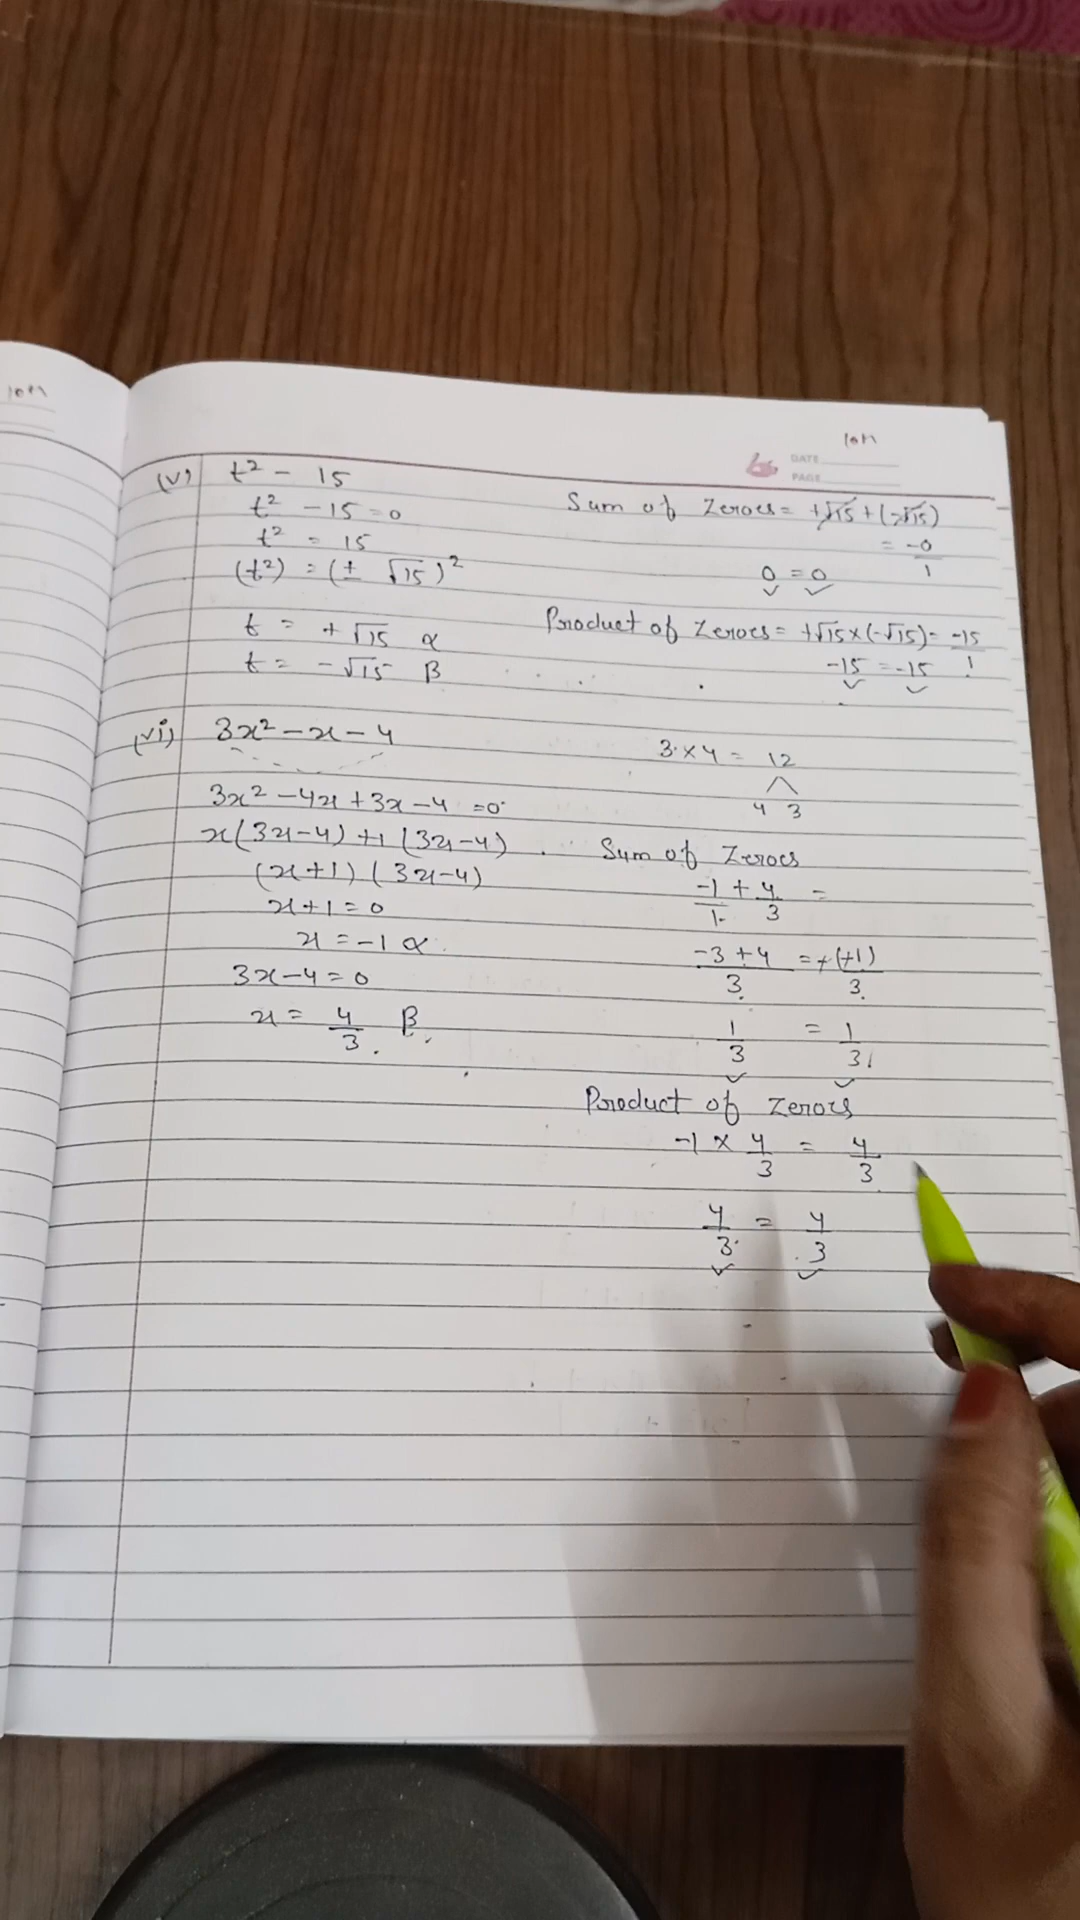 10th
10th
DATE
PAGE
(v) t² - 15
t² - 15 = 0
t² = 15
(t²) = (± √15)²
t = + √15 α
t = - √15 β
Sum of Zeroes = +√15 + (-√15)
= -0/1
0 = 0
Product of Zeroes = +√15 × (-√15) = -15/1
-15 = -15
(vi) 3x² - x - 4
3x² - 4x + 3x - 4 = 0
x(3x-4) +1 (3x-4)
(x+1) (3x-4)
x+1 = 0
x = -1 α
3x-4 = 0
x = 4/3 β
3 × 4 = 12
4 3
Sum of Zeroes
-1/1 + 4/3 =
-3+4/3 = +(+1)/3
1/3 = 1/3
Product of Zeroes
-1 × 4/3 = 4/3
4/3 = 4/3